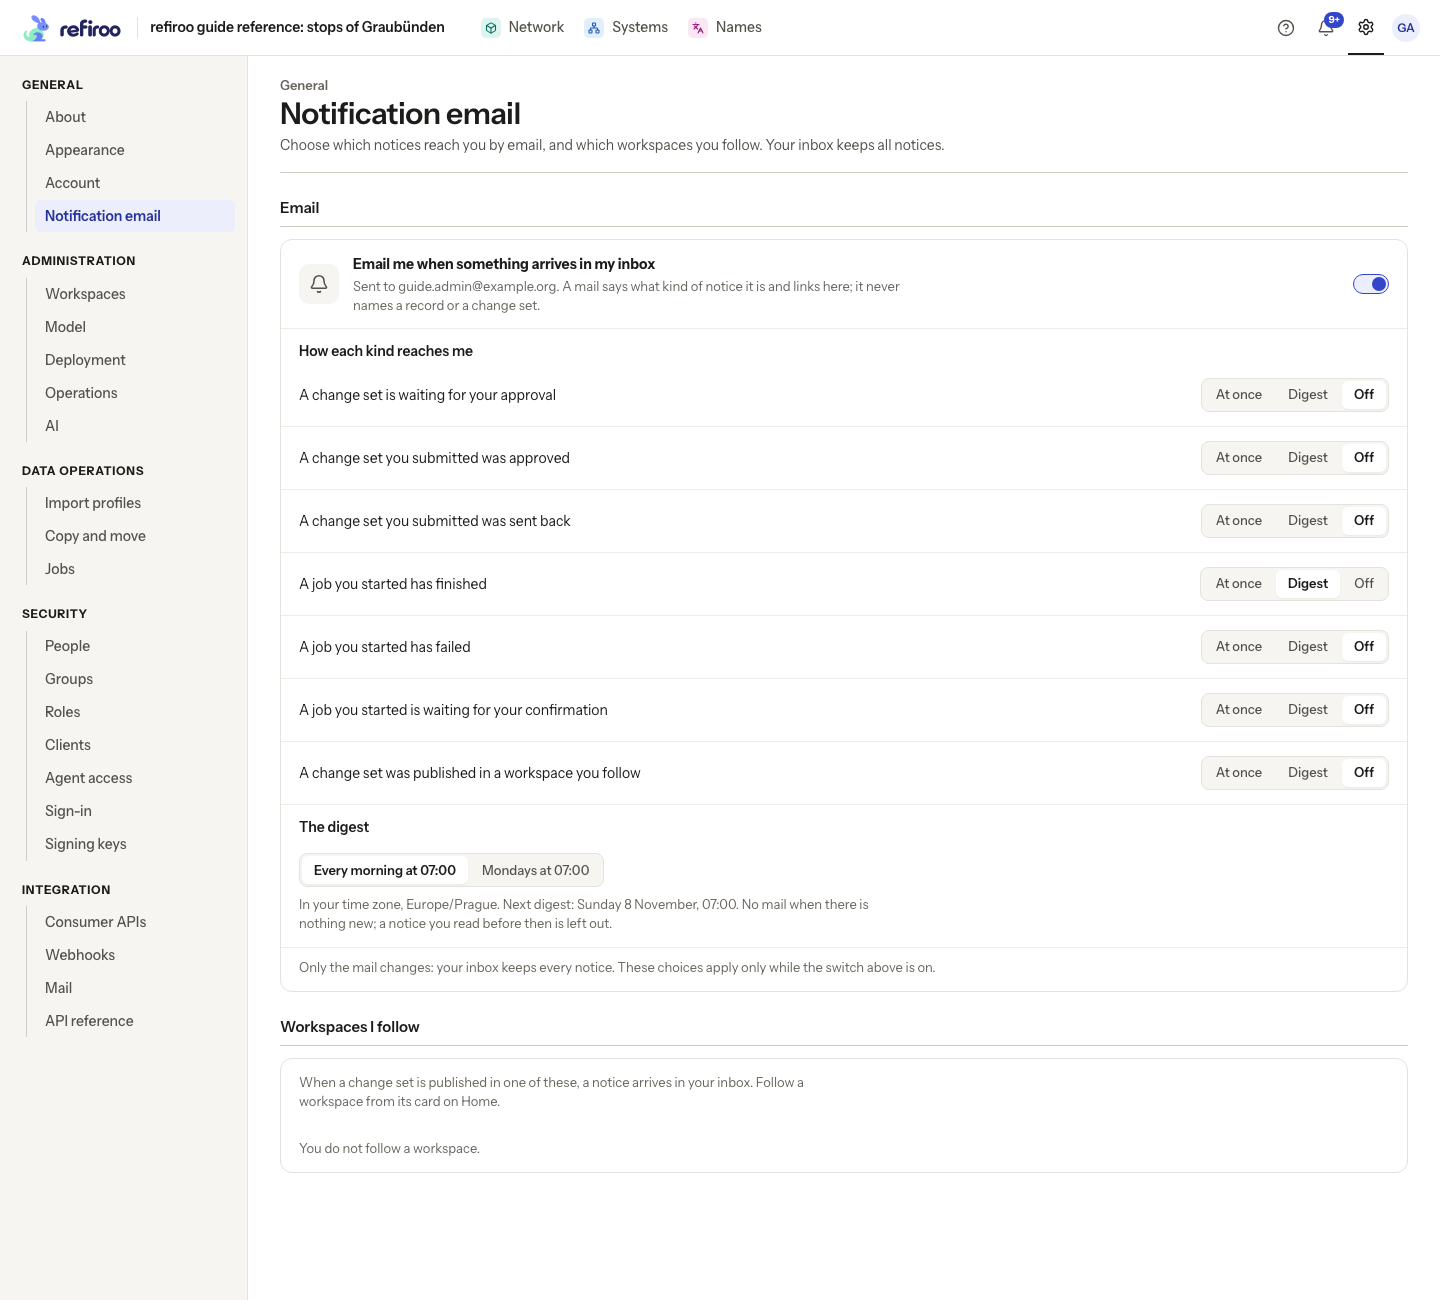 refiroo
refiroo guide reference: stops of Graubünden
Network
Systems
Names
9+
GA
GENERAL
About
Appearance
Account
Notification email
ADMINISTRATION
Workspaces
Model
Deployment
Operations
AI
DATA OPERATIONS
Import profiles
Copy and move
Jobs
SECURITY
People
Groups
Roles
Clients
Agent access
Sign-in
Signing keys
INTEGRATION
Consumer APIs
Webhooks
Mail
API reference
General
Notification email
Choose which notices reach you by email, and which workspaces you follow. Your inbox keeps all notices.
Email
Email me when something arrives in my inbox
Sent to guide.admin@example.org. A mail says what kind of notice it is and links here; it never
names a record or a change set.
How each kind reaches me
A change set is waiting for your approval
At once Digest Off
A change set you submitted was approved
At once Digest Off
A change set you submitted was sent back
At once Digest Off
A job you started has finished
At once Digest Off
A job you started has failed
At once Digest Off
A job you started is waiting for your confirmation
At once Digest Off
A change set was published in a workspace you follow
At once Digest Off
The digest
Every morning at 07:00 Mondays at 07:00
In your time zone, Europe/Prague. Next digest: Sunday 8 November, 07:00. No mail when there is
nothing new; a notice you read before then is left out.
Only the mail changes: your inbox keeps every notice. These choices apply only while the switch above is on.
Workspaces I follow
When a change set is published in one of these, a notice arrives in your inbox. Follow a
workspace from its card on Home.
You do not follow a workspace.